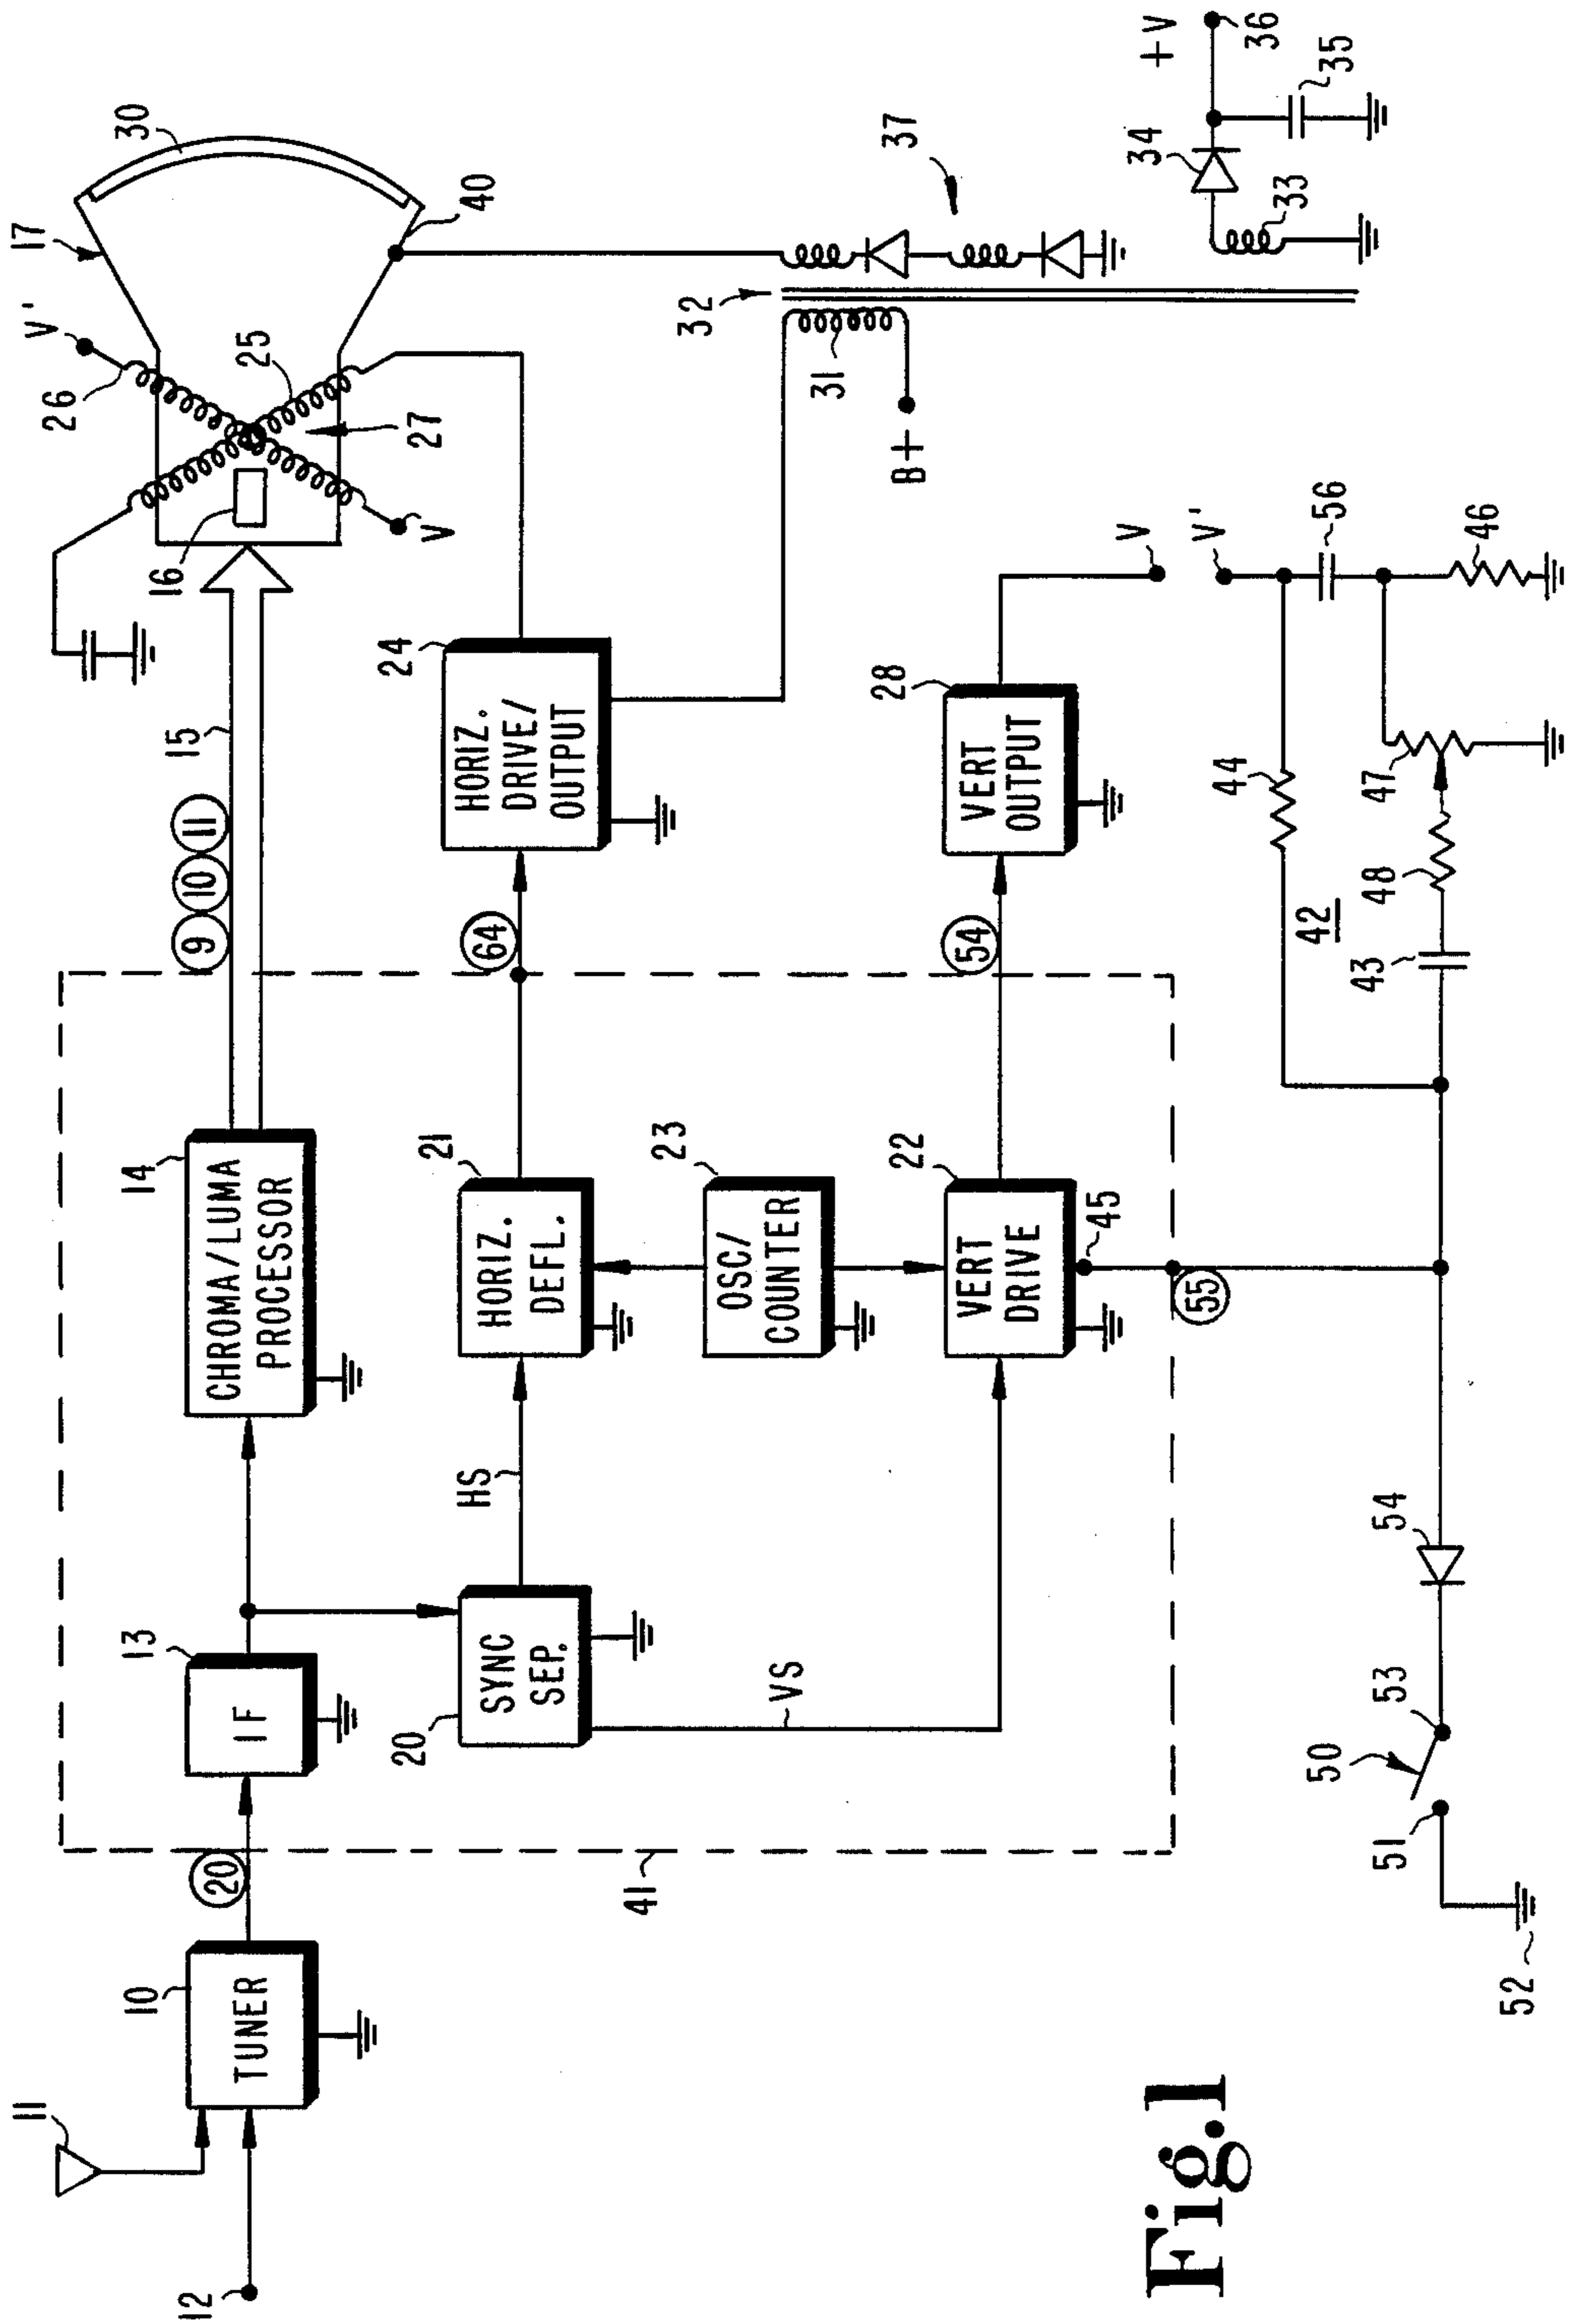 11
12
10
TUNER
20
41
13
IF
20
SYNC
SEP.
HS
VS
14
CHROMA/LUMA
PROCESSOR
21
HORIZ.
DEFL.
23
OSC/
COUNTER
22
VERT
DRIVE
45
55
9
10
11
15
64
54
24
HORIZ.
DRIVE/
OUTPUT
28
VERT
OUTPUT
16
17
26
V'
25
27
V
30
40
32
31
B+
37
33
34
35
+V
36
V
V'
56
46
47
44
42
48
43
54
53
50
51
52
Fig.1